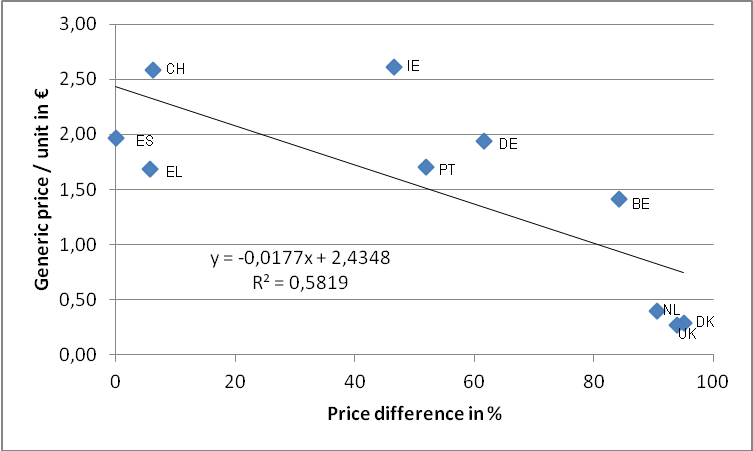 3,00
2,50
2,00
1,50
1,00
0,50
0,00
Generic price / unit in €
CH
IE
ES
DE
EL
PT
BE
y = -0,0177x + 2,4348
R² = 0,5819
NL
DK
UK
0 20 40 60 80 100
Price difference in %